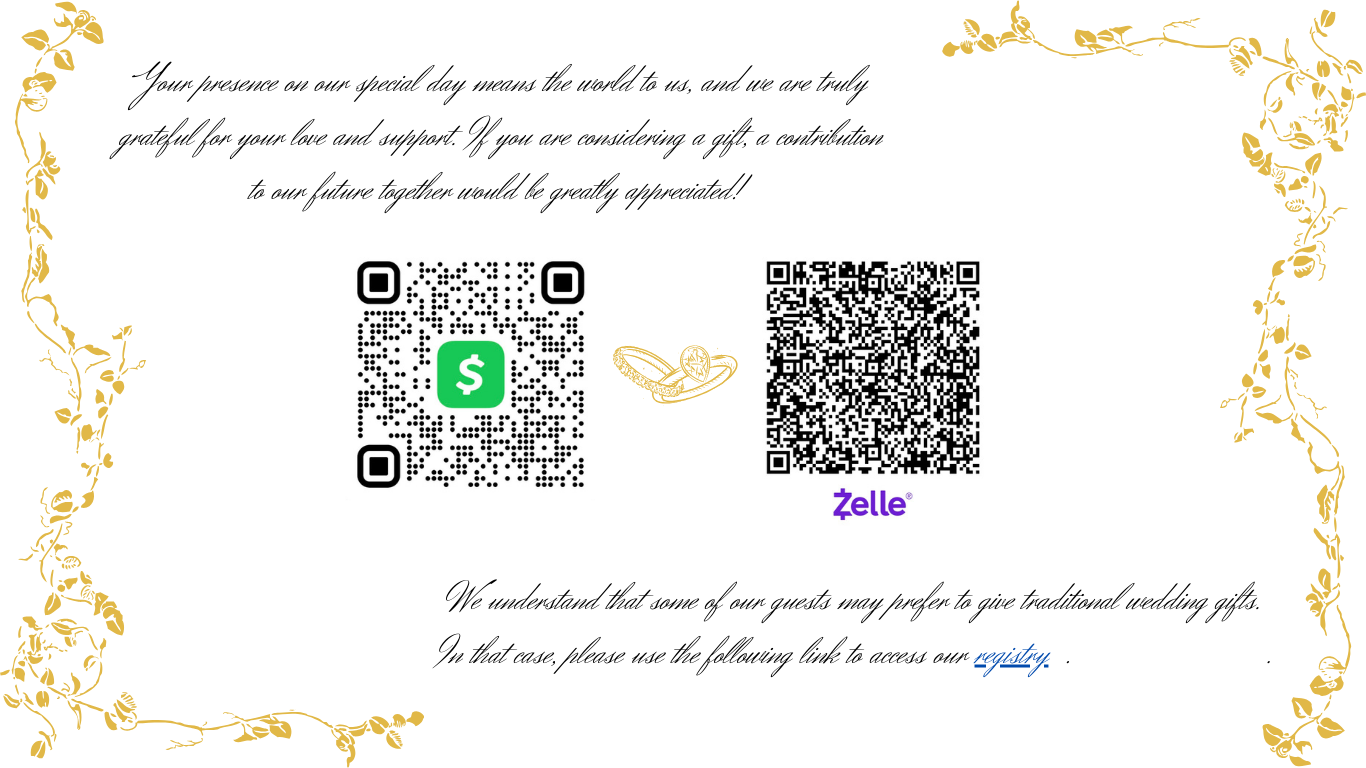 Your presence on our special day means the world to us, and we are truly
grateful for your love and support. If you are considering a gift, a contribution
to our future together would be greatly appreciated!
$
Zelle®
We understand that some of our guests may prefer to give traditional wedding gifts.
In that case, please use the following link to access our registry . .